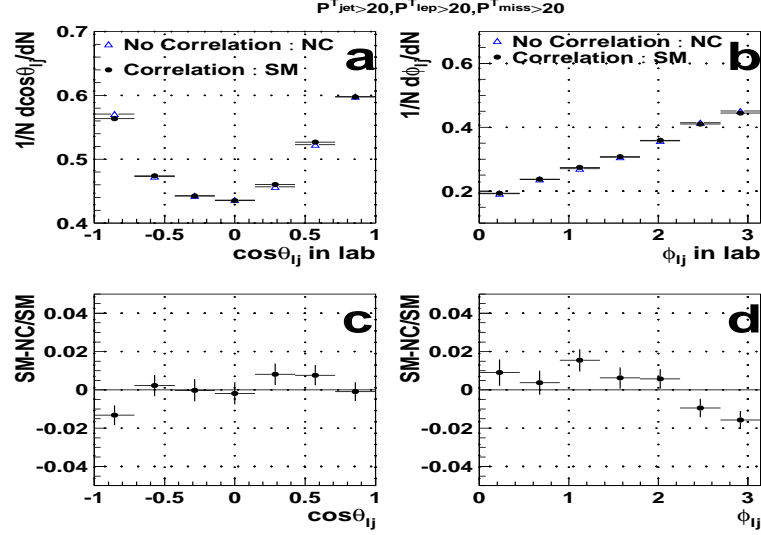 PTjet>20,PTlep>20,PTmiss>20
1/N dcosθlj/dN
0.7
0.6
0.5
0.4
No Correlation : NC
Correlation : SM
a
-1 -0.5 0 0.5 1
cosθlj in lab
1/N dϕlj/dN
0.6
0.4
0.2
No Correlation : NC
Correlation : SM
b
0 1 2 3
ϕlj in lab
SM-NC/SM
0.04
0.02
0
-0.02
-0.04
c
-1 -0.5 0 0.5 1
cosθlj
SM-NC/SM
0.04
0.02
0
-0.02
-0.04
d
0 1 2 3
ϕlj